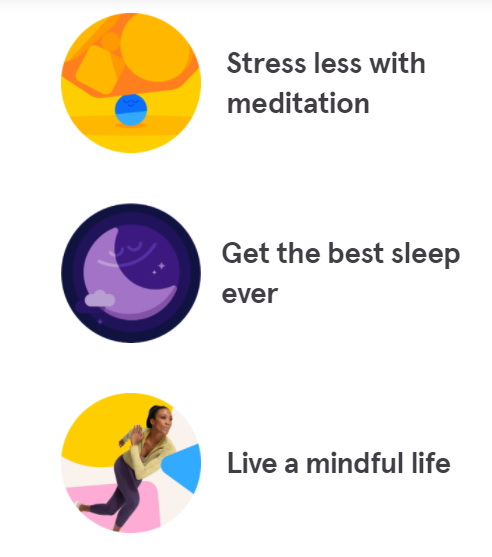 Stress less with
meditation
Get the best sleep
ever
Live a mindful life